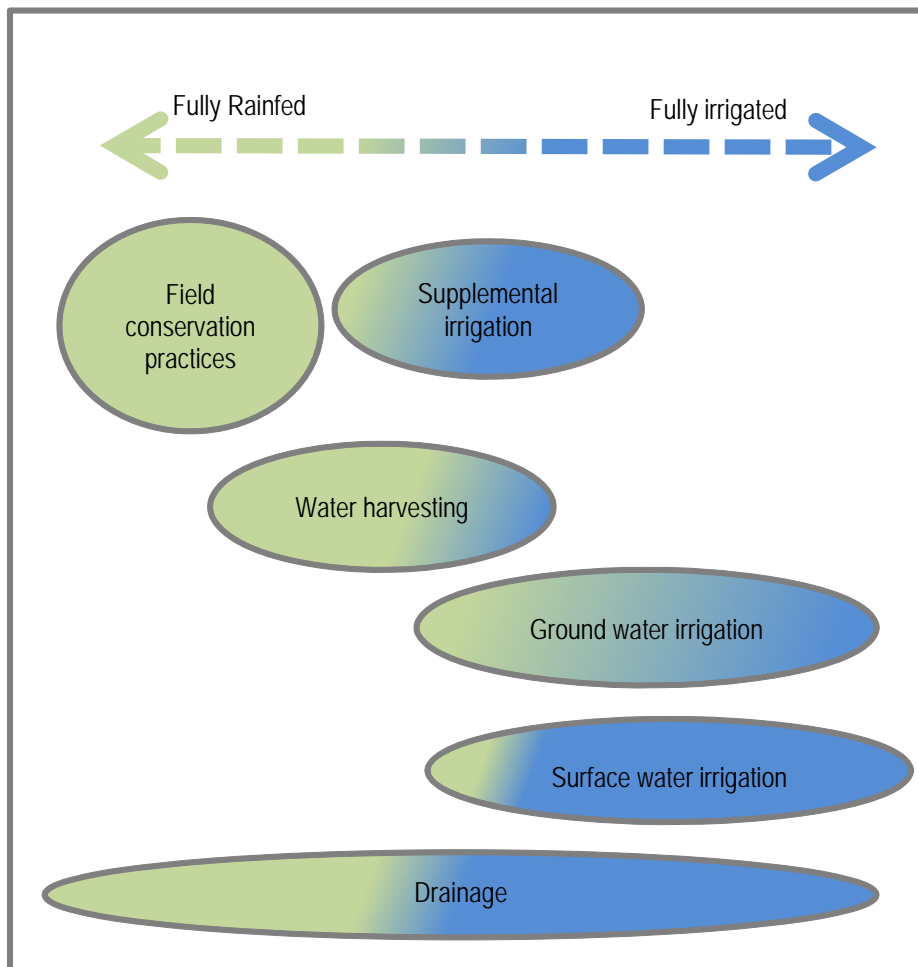 Fully Rainfed
Fully irrigated
Field
conservation
practices
Supplemental
irrigation
Water harvesting
Ground water irrigation
Surface water irrigation
Drainage